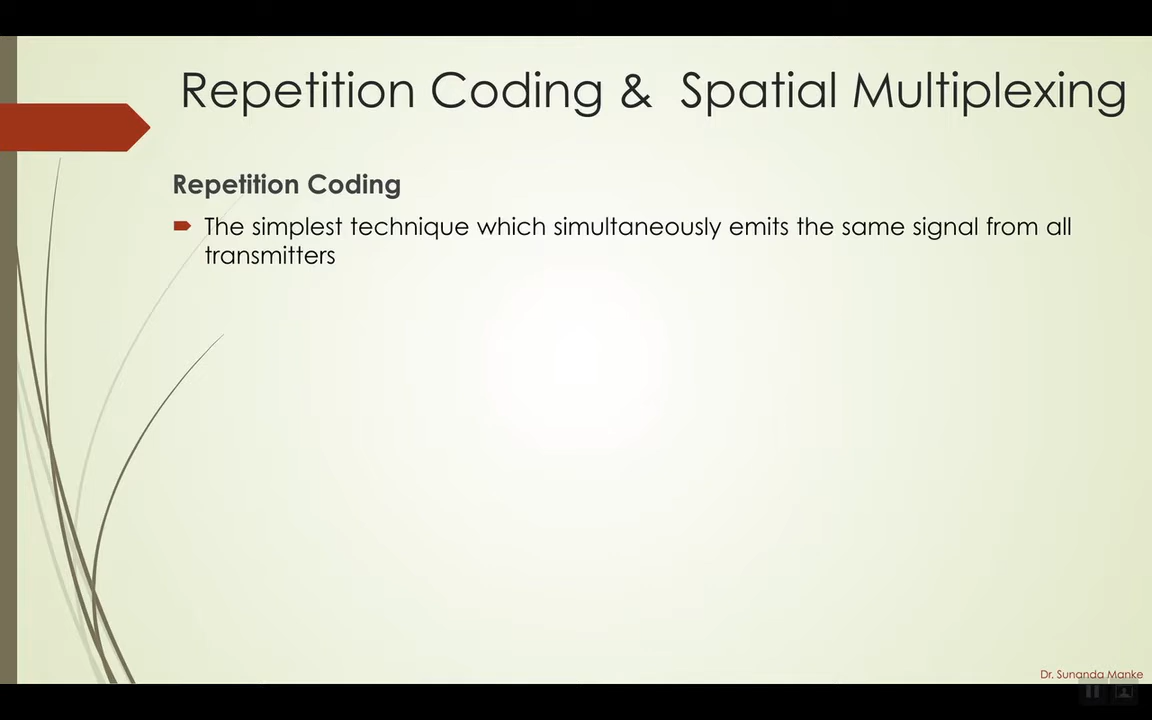 Repetition Coding & Spatial Multiplexing
Repetition Coding
The simplest technique which simultaneously emits the same signal from all
transmitters
Dr. Sunanda Manke